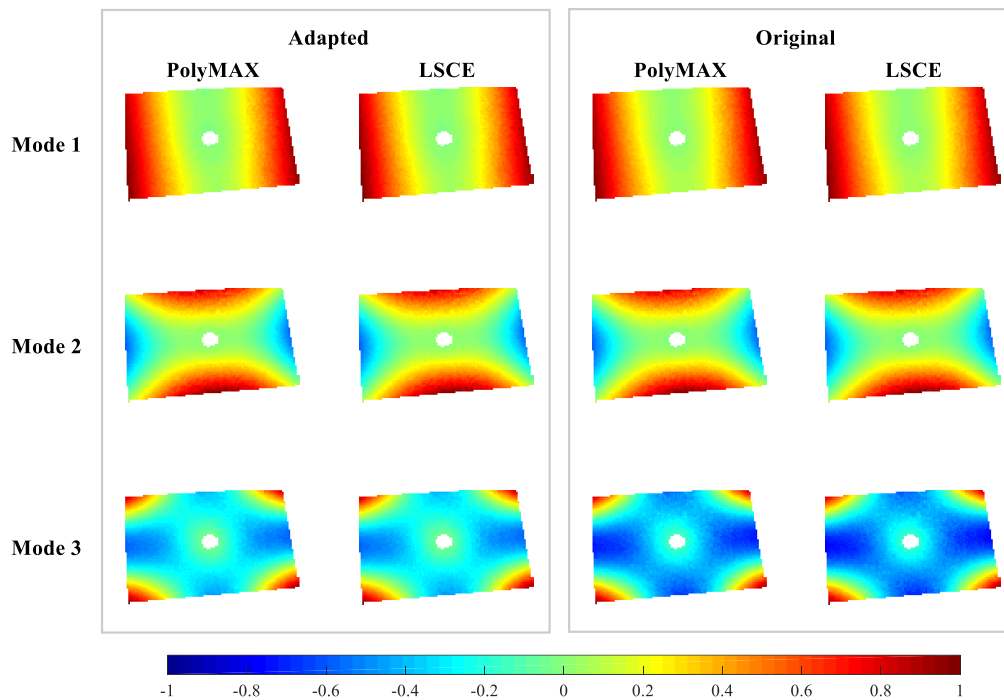 Adapted
Original
PolyMAX LSCE PolyMAX LSCE
Mode 1
Mode 2
Mode 3
-1 -0.8 -0.6 -0.4 -0.2 0 0.2 0.4 0.6 0.8 1